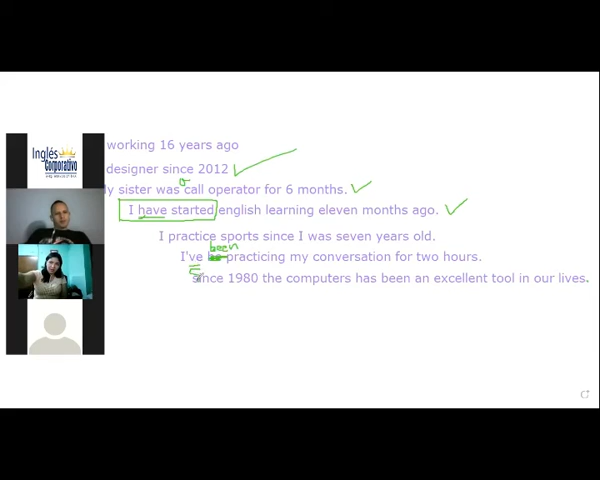 Inglés
Corporativo
working 16 years ago
designer since 2012
a
y sister was call operator for 6 months.
I have started english learning eleven months ago.
I practice sports since I was seven years old.
been
I've be practicing my conversation for two hours.
since 1980 the computers has been an excellent tool in our lives.